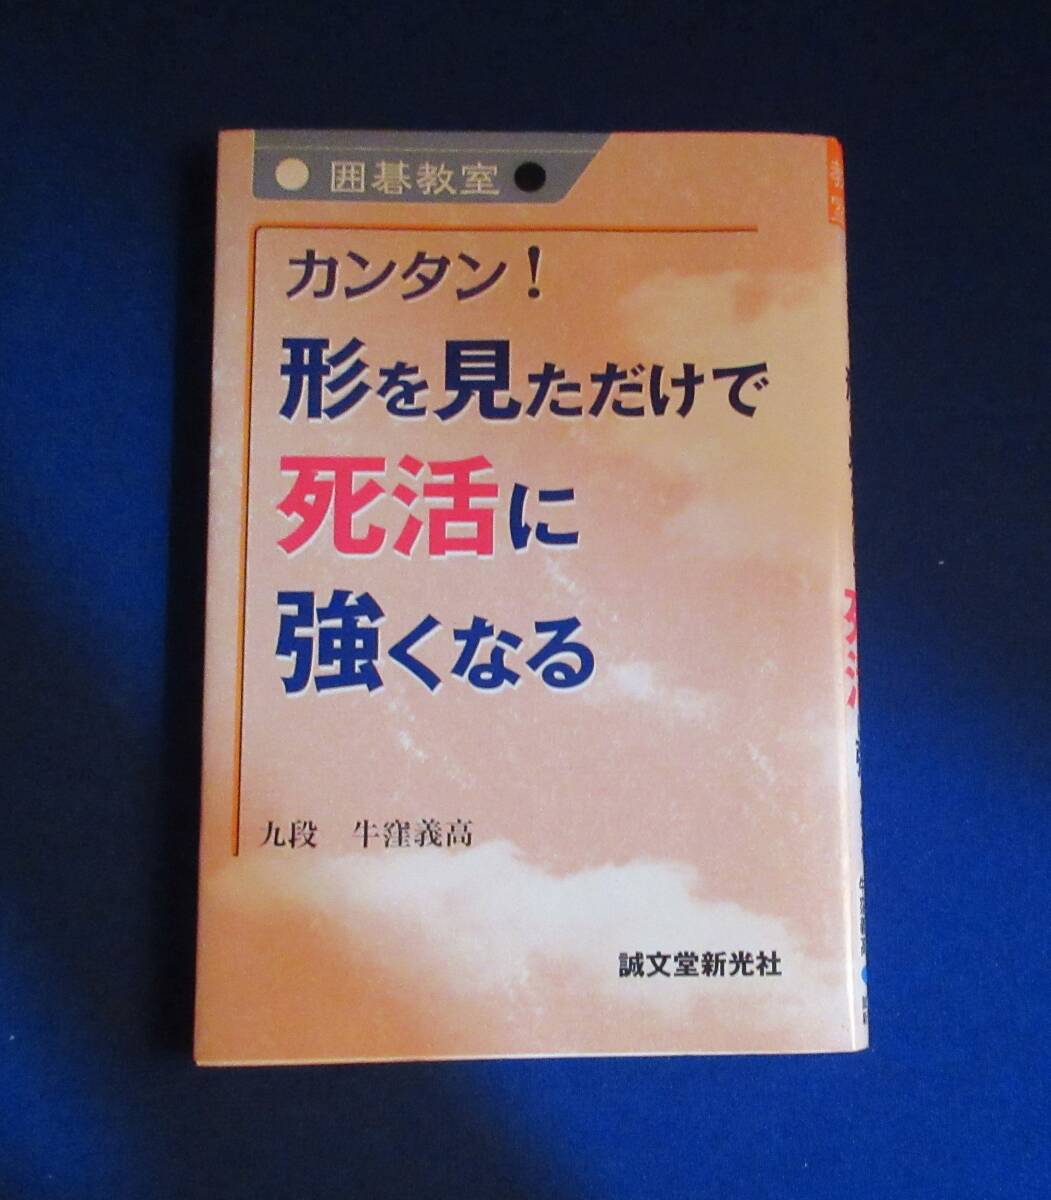 囲碁教室
カンタン!
形を見ただけで
死活に
強くなる
九段 牛窪義高
誠文堂新光社